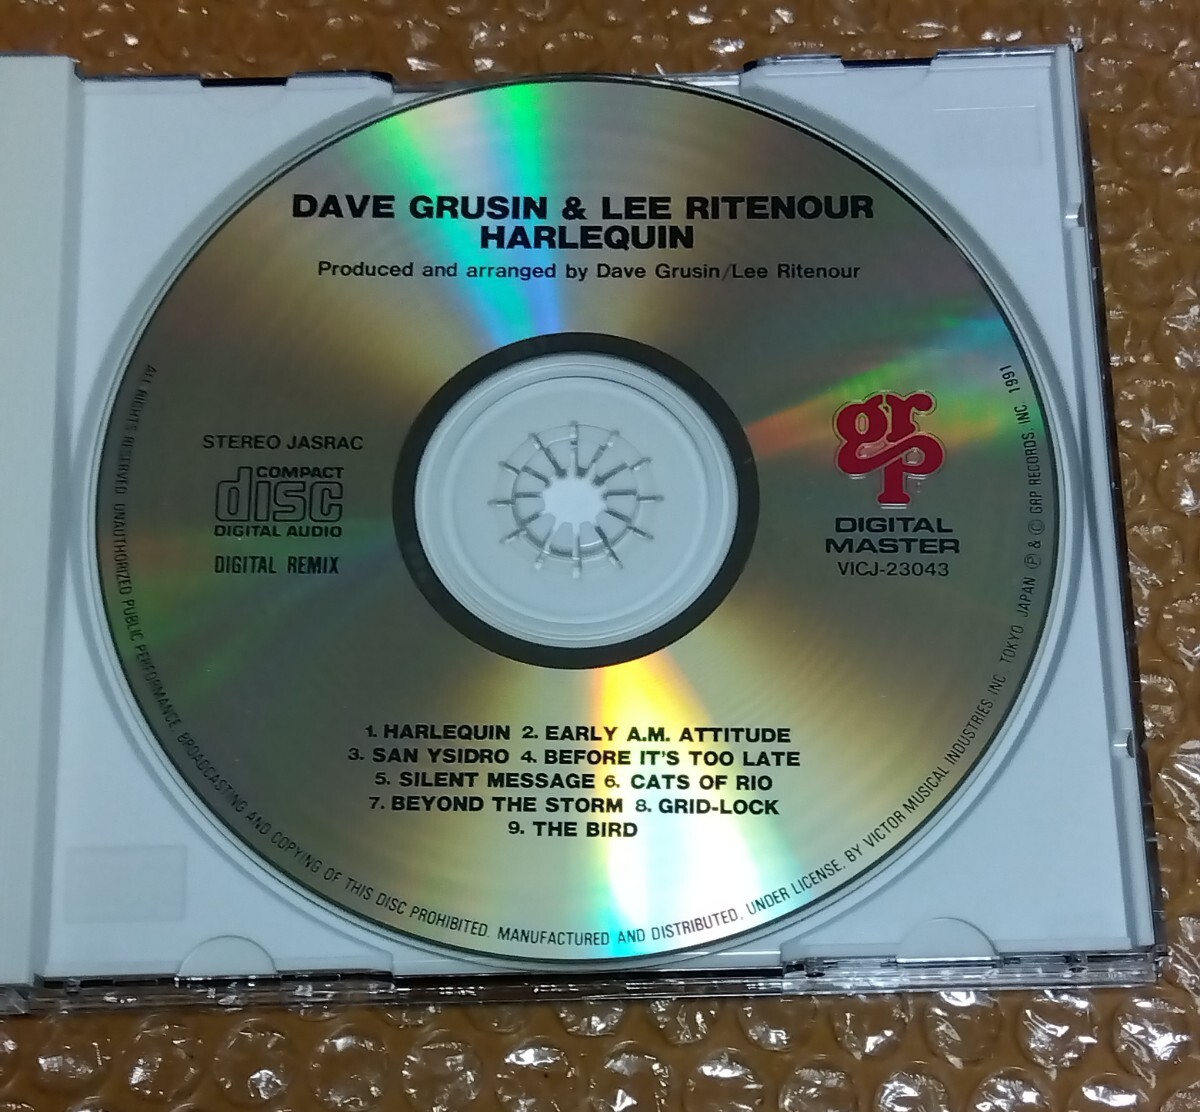 DAVE GRUSIN & LEE RITENOUR
HARLEQUIN
Produced and arranged by Dave Grusin/Lee Ritenour
STEREO JASRAC
COMPACT
disc
DIGITAL AUDIO
DIGITAL REMIX
grp
DIGITAL
MASTER
VICJ-23043
1. HARLEQUIN 2. EARLY A.M. ATTITUDE
3. SAN YSIDRO 4. BEFORE IT'S TOO LATE
5. SILENT MESSAGE 6. CATS OF RIO
7. BEYOND THE STORM 8. GRID-LOCK
9. THE BIRD
ALL RIGHTS RESERVED. UNAUTHORIZED PUBLIC PERFORMANCE. BROADCASTING AND COPYING OF THIS DISC PROHIBITED. MANUFACTURED AND DISTRIBUTED, UNDER LICENSE, BY VICTOR MUSICAL INDUSTRIES, INC. TOKYO JAPAN Ⓟ & © GRP RECORDS, INC. 1991